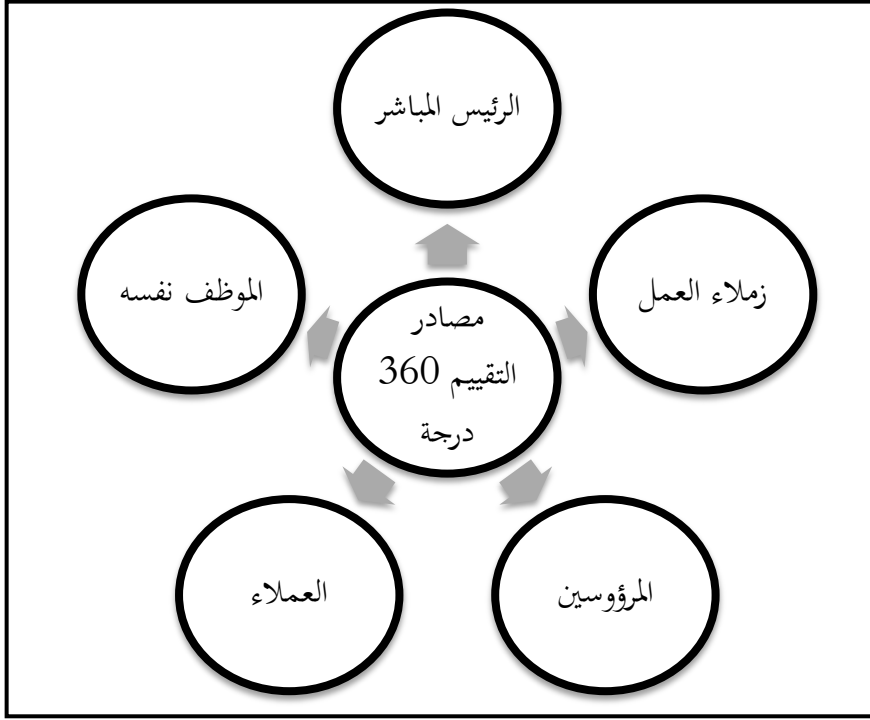 الرئيس المباشر
زملاء العمل
الموظف نفسه
مصادر
التقييم 360
درجة
المرؤوسين
العملاء